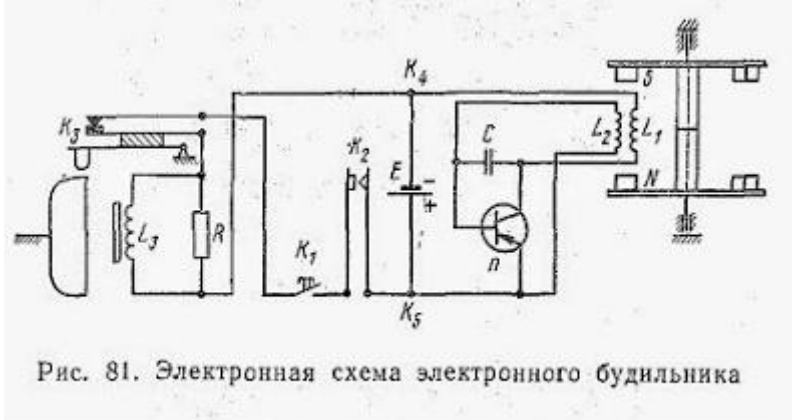 K₄
S
K₃
C
L₂
L₁
K₂
E
−
N
+
L₃
R
K₁
П
K₅
Рис. 81. Электронная схема электронного будильника